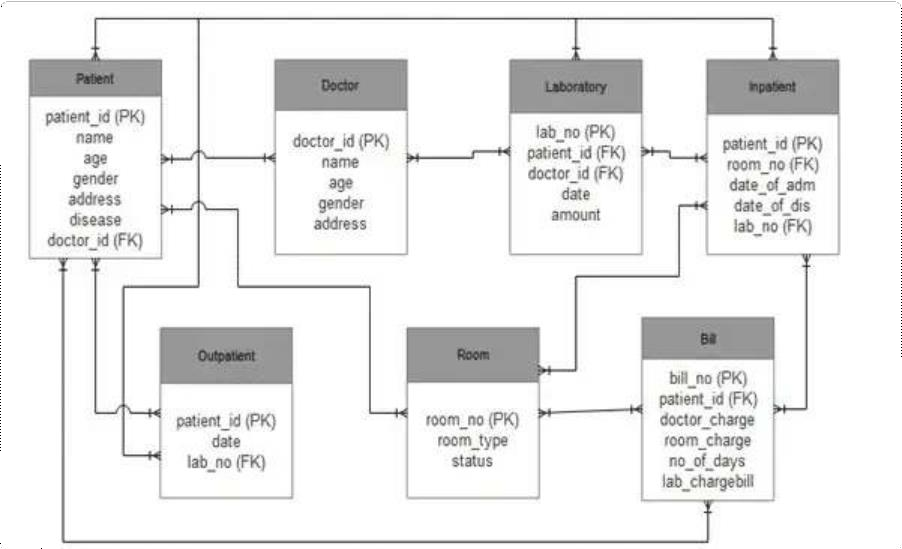 Patient
patient_id (PK)
name
age
gender
address
disease
doctor_id (FK)
Doctor
doctor_id (PK)
name
age
gender
address
Laboratory
lab_no (PK)
patient_id (FK)
doctor_id (FK)
date
amount
Inpatient
patient_id (PK)
room_no (FK)
date_of_adm
date_of_dis
lab_no (FK)
Outpatient
patient_id (PK)
date
lab_no (FK)
Room
room_no (PK)
room_type
status
Bill
bill_no (PK)
patient_id (FK)
doctor_charge
room_charge
no_of_days
lab_chargebill